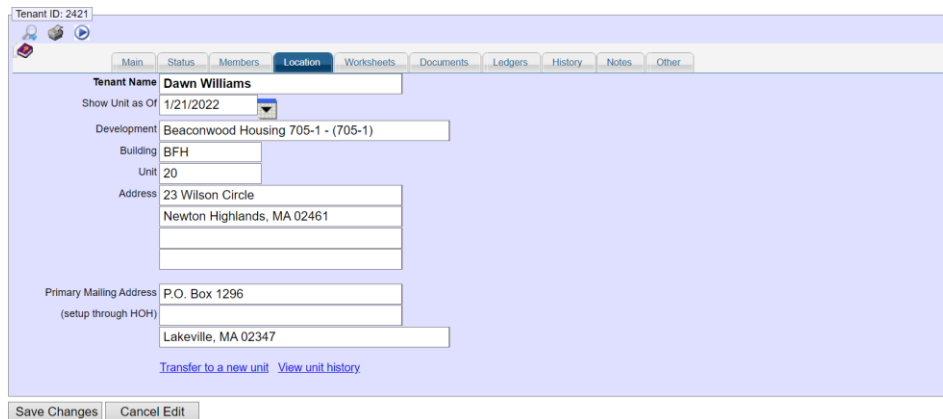 Tenant ID: 2421
Main Status Members Location Worksheets Documents Ledgers History Notes Other
Tenant Name Dawn Williams
Show Unit as Of 1/21/2022
Development Beaconwood Housing 705-1 - (705-1)
Building BFH
Unit 20
Address 23 Wilson Circle
Newton Highlands, MA 02461
Primary Mailing Address P.O. Box 1296
(setup through HOH)
Lakeville, MA 02347
Transfer to a new unit View unit history
Save Changes Cancel Edit